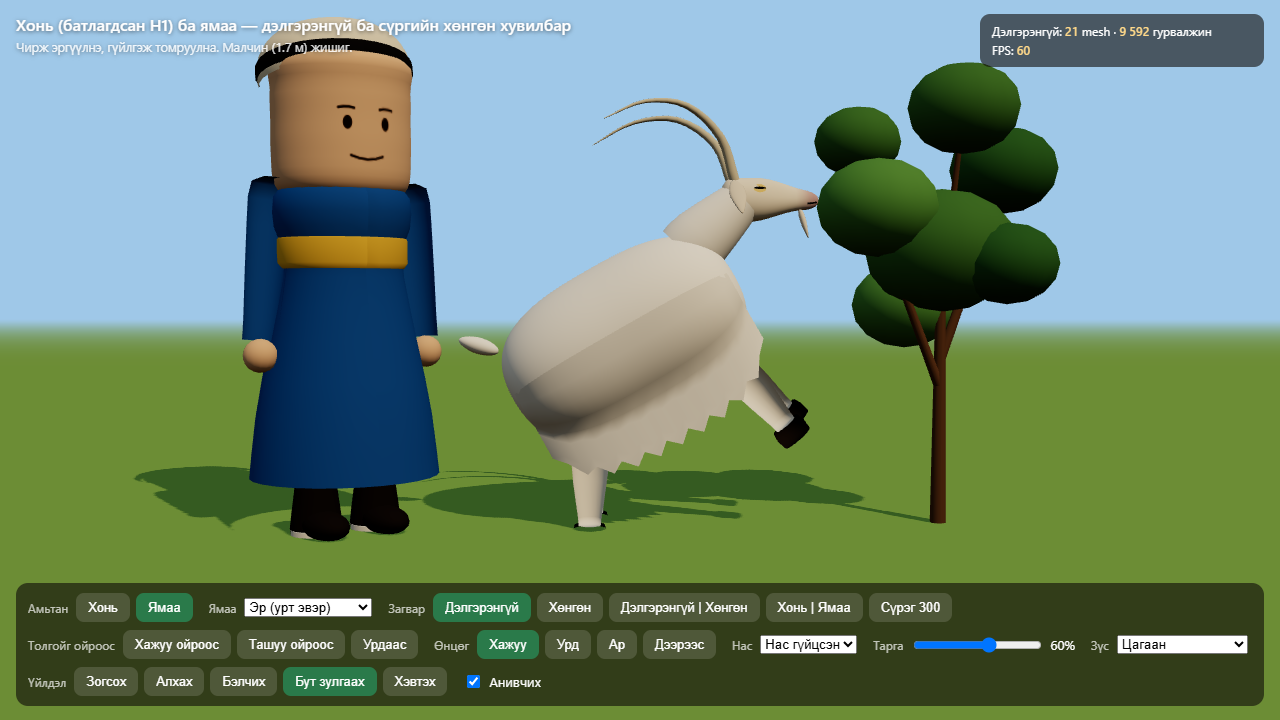 Хонь (батлагдсан H1) ба ямаа — дэлгэрэнгүй ба сүргийн хөнгөн хувилбар
Чирж эргүүлнэ, гүйлгэж томруулна. Малчин (1.7 м) жишиг.
Дэлгэрэнгүй: 21 mesh · 9 592 гурвалжин
FPS: 60
Амьтан Хонь Ямаа Ямаа Эр (урт эвэр) Загвар Дэлгэрэнгүй Хөнгөн Дэлгэрэнгүй | Хөнгөн Хонь | Ямаа Сүрэг 300
Толгойг ойроос Хажуу ойроос Ташуу ойроос Урдаас Өнцөг Хажуу Урд Ар Дээрээс Нас Нас гүйцсэн Тарга 60% Зүс Цагаан
Үйлдэл Зогсох Алхах Бэлчих Бут зулгаах Хэвтэх Анивчих